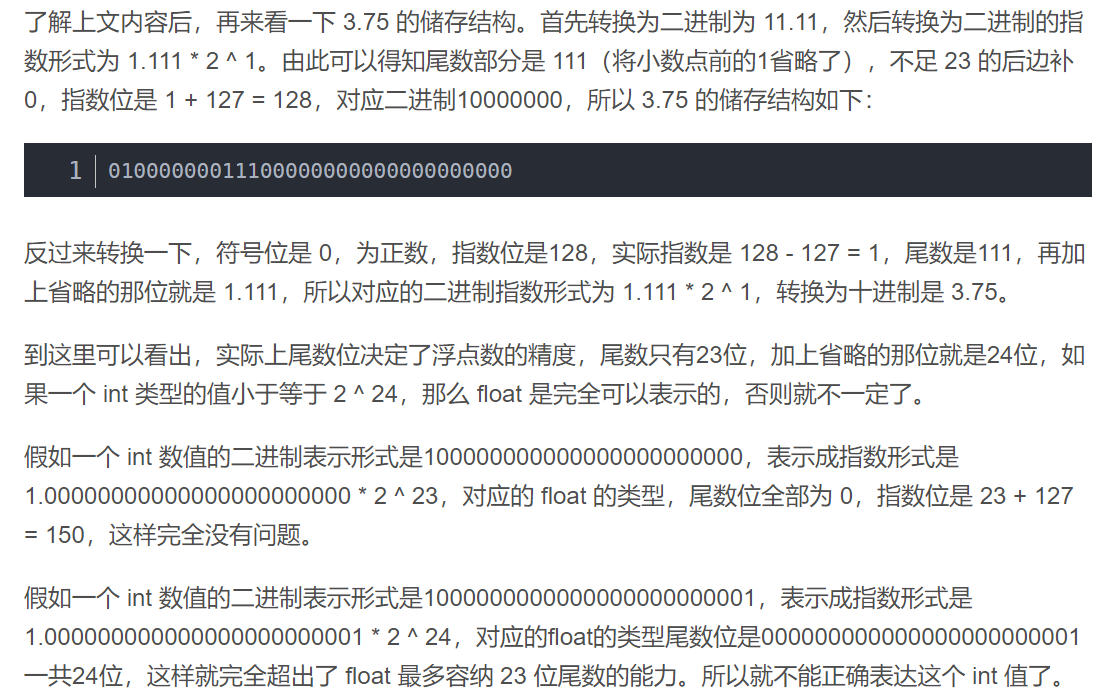 了解上文内容后，再来看一下 3.75 的储存结构。首先转换为二进制为 11.11，然后转换为二进制的指
数形式为 1.111 * 2 ^ 1。由此可以得知尾数部分是 111（将小数点前的1省略了），不足 23 的后边补
0，指数位是 1 + 127 = 128，对应二进制10000000，所以 3.75 的储存结构如下：
1 01000000011100000000000000000000
反过来转换一下，符号位是 0，为正数，指数位是128，实际指数是 128 - 127 = 1，尾数是111，再加
上省略的那位就是 1.111，所以对应的二进制指数形式为 1.111 * 2 ^ 1，转换为十进制是 3.75。
到这里可以看出，实际上尾数位决定了浮点数的精度，尾数只有23位，加上省略的那位就是24位，如
果一个 int 类型的值小于等于 2 ^ 24，那么 float 是完全可以表示的，否则就不一定了。
假如一个 int 数值的二进制表示形式是100000000000000000000000，表示成指数形式是
1.00000000000000000000000 * 2 ^ 23，对应的 float 的类型，尾数位全部为 0，指数位是 23 + 127
= 150，这样完全没有问题。
假如一个 int 数值的二进制表示形式是1000000000000000000000001，表示成指数形式是
1.000000000000000000000001 * 2 ^ 24，对应的float的类型尾数位是000000000000000000000001
一共24位，这样就完全超出了 float 最多容纳 23 位尾数的能力。所以就不能正确表达这个 int 值了。